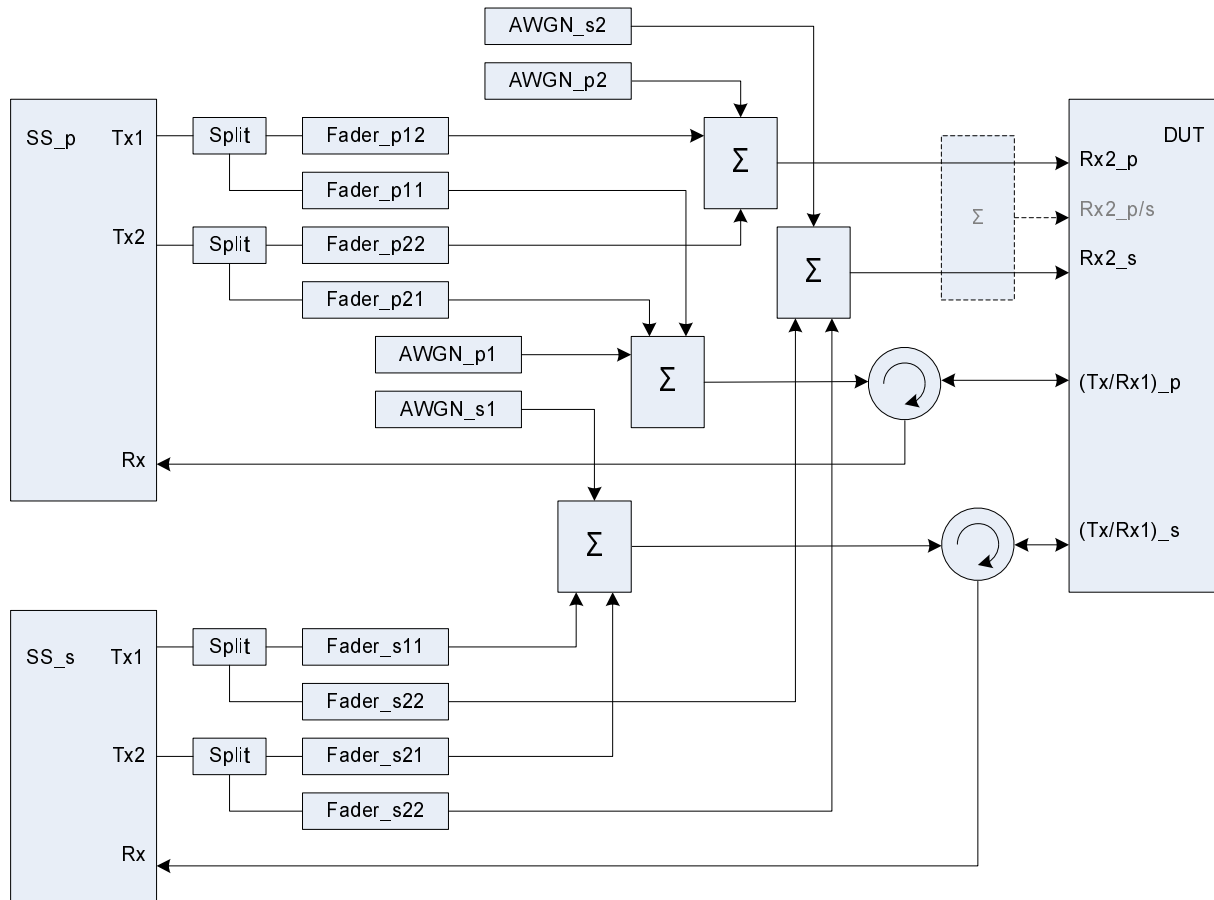 AWGN_s2
AWGN_p2
SS_p
Tx1
Split
Fader_p12
Σ
DUT
Rx2_p
Fader_p11
Σ
Rx2_p/s
Tx2
Split
Fader_p22
Σ
Rx2_s
Fader_p21
AWGN_p1
Σ
(Tx/Rx1)_p
AWGN_s1
Rx
Σ
(Tx/Rx1)_s
SS_s
Tx1
Split
Fader_s11
Fader_s22
Tx2
Split
Fader_s21
Fader_s22
Rx